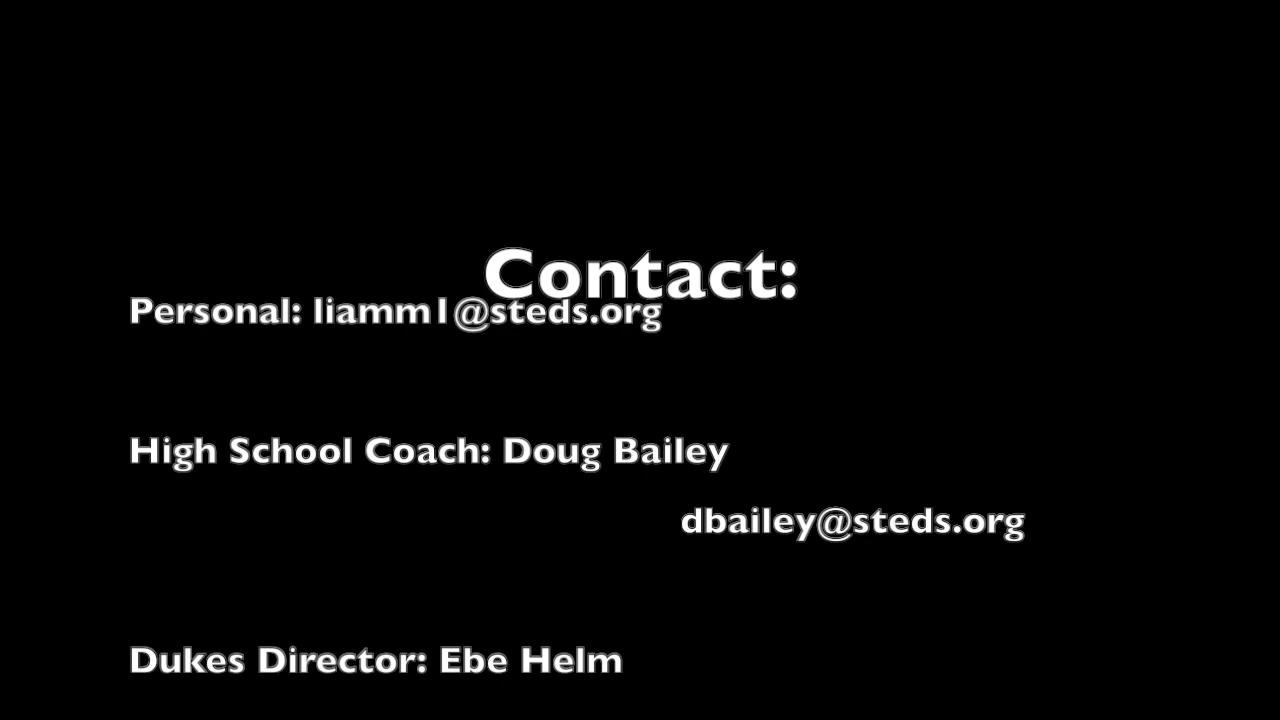 Contact:
Personal: liamm1@steds.org
High School Coach: Doug Bailey
dbailey@steds.org
Dukes Director: Ebe Helm